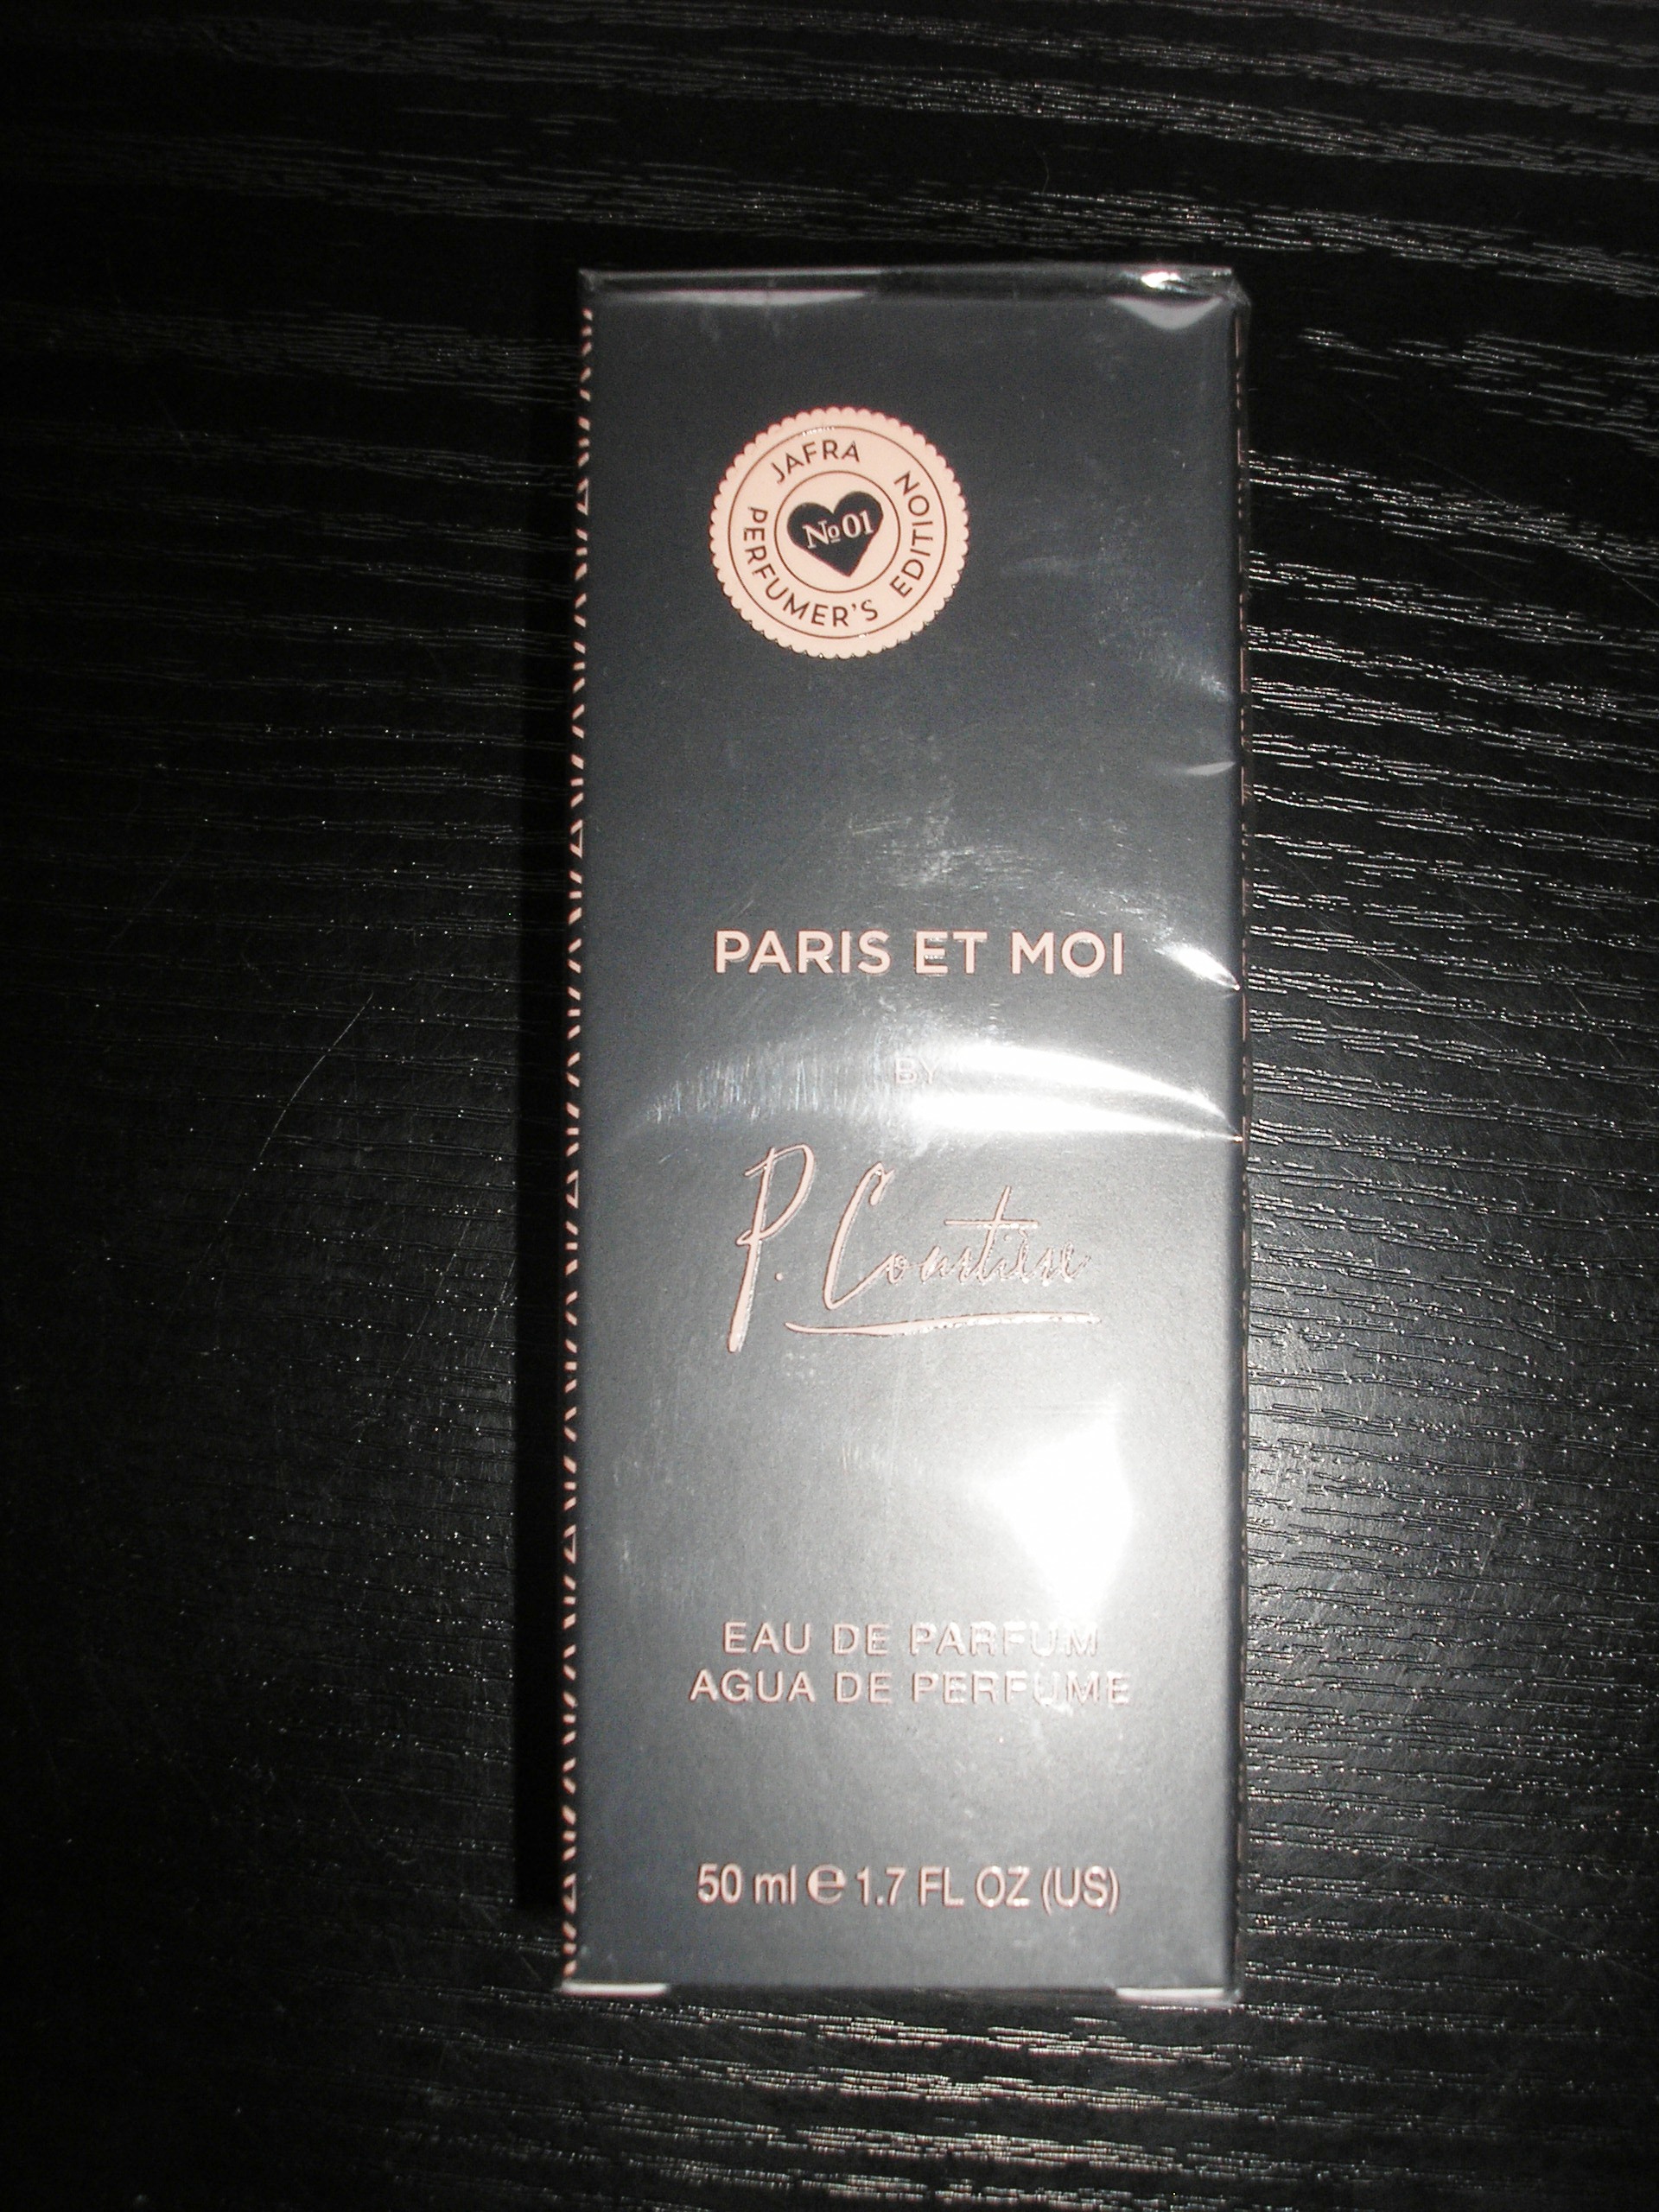 JAFRA
PERFUMER'S EDITION
№01
PARIS ET MOI
BY
P. Coustière
EAU DE PARFUM
AGUA DE PERFUME
50 ml ℮ 1.7 FL OZ (US)